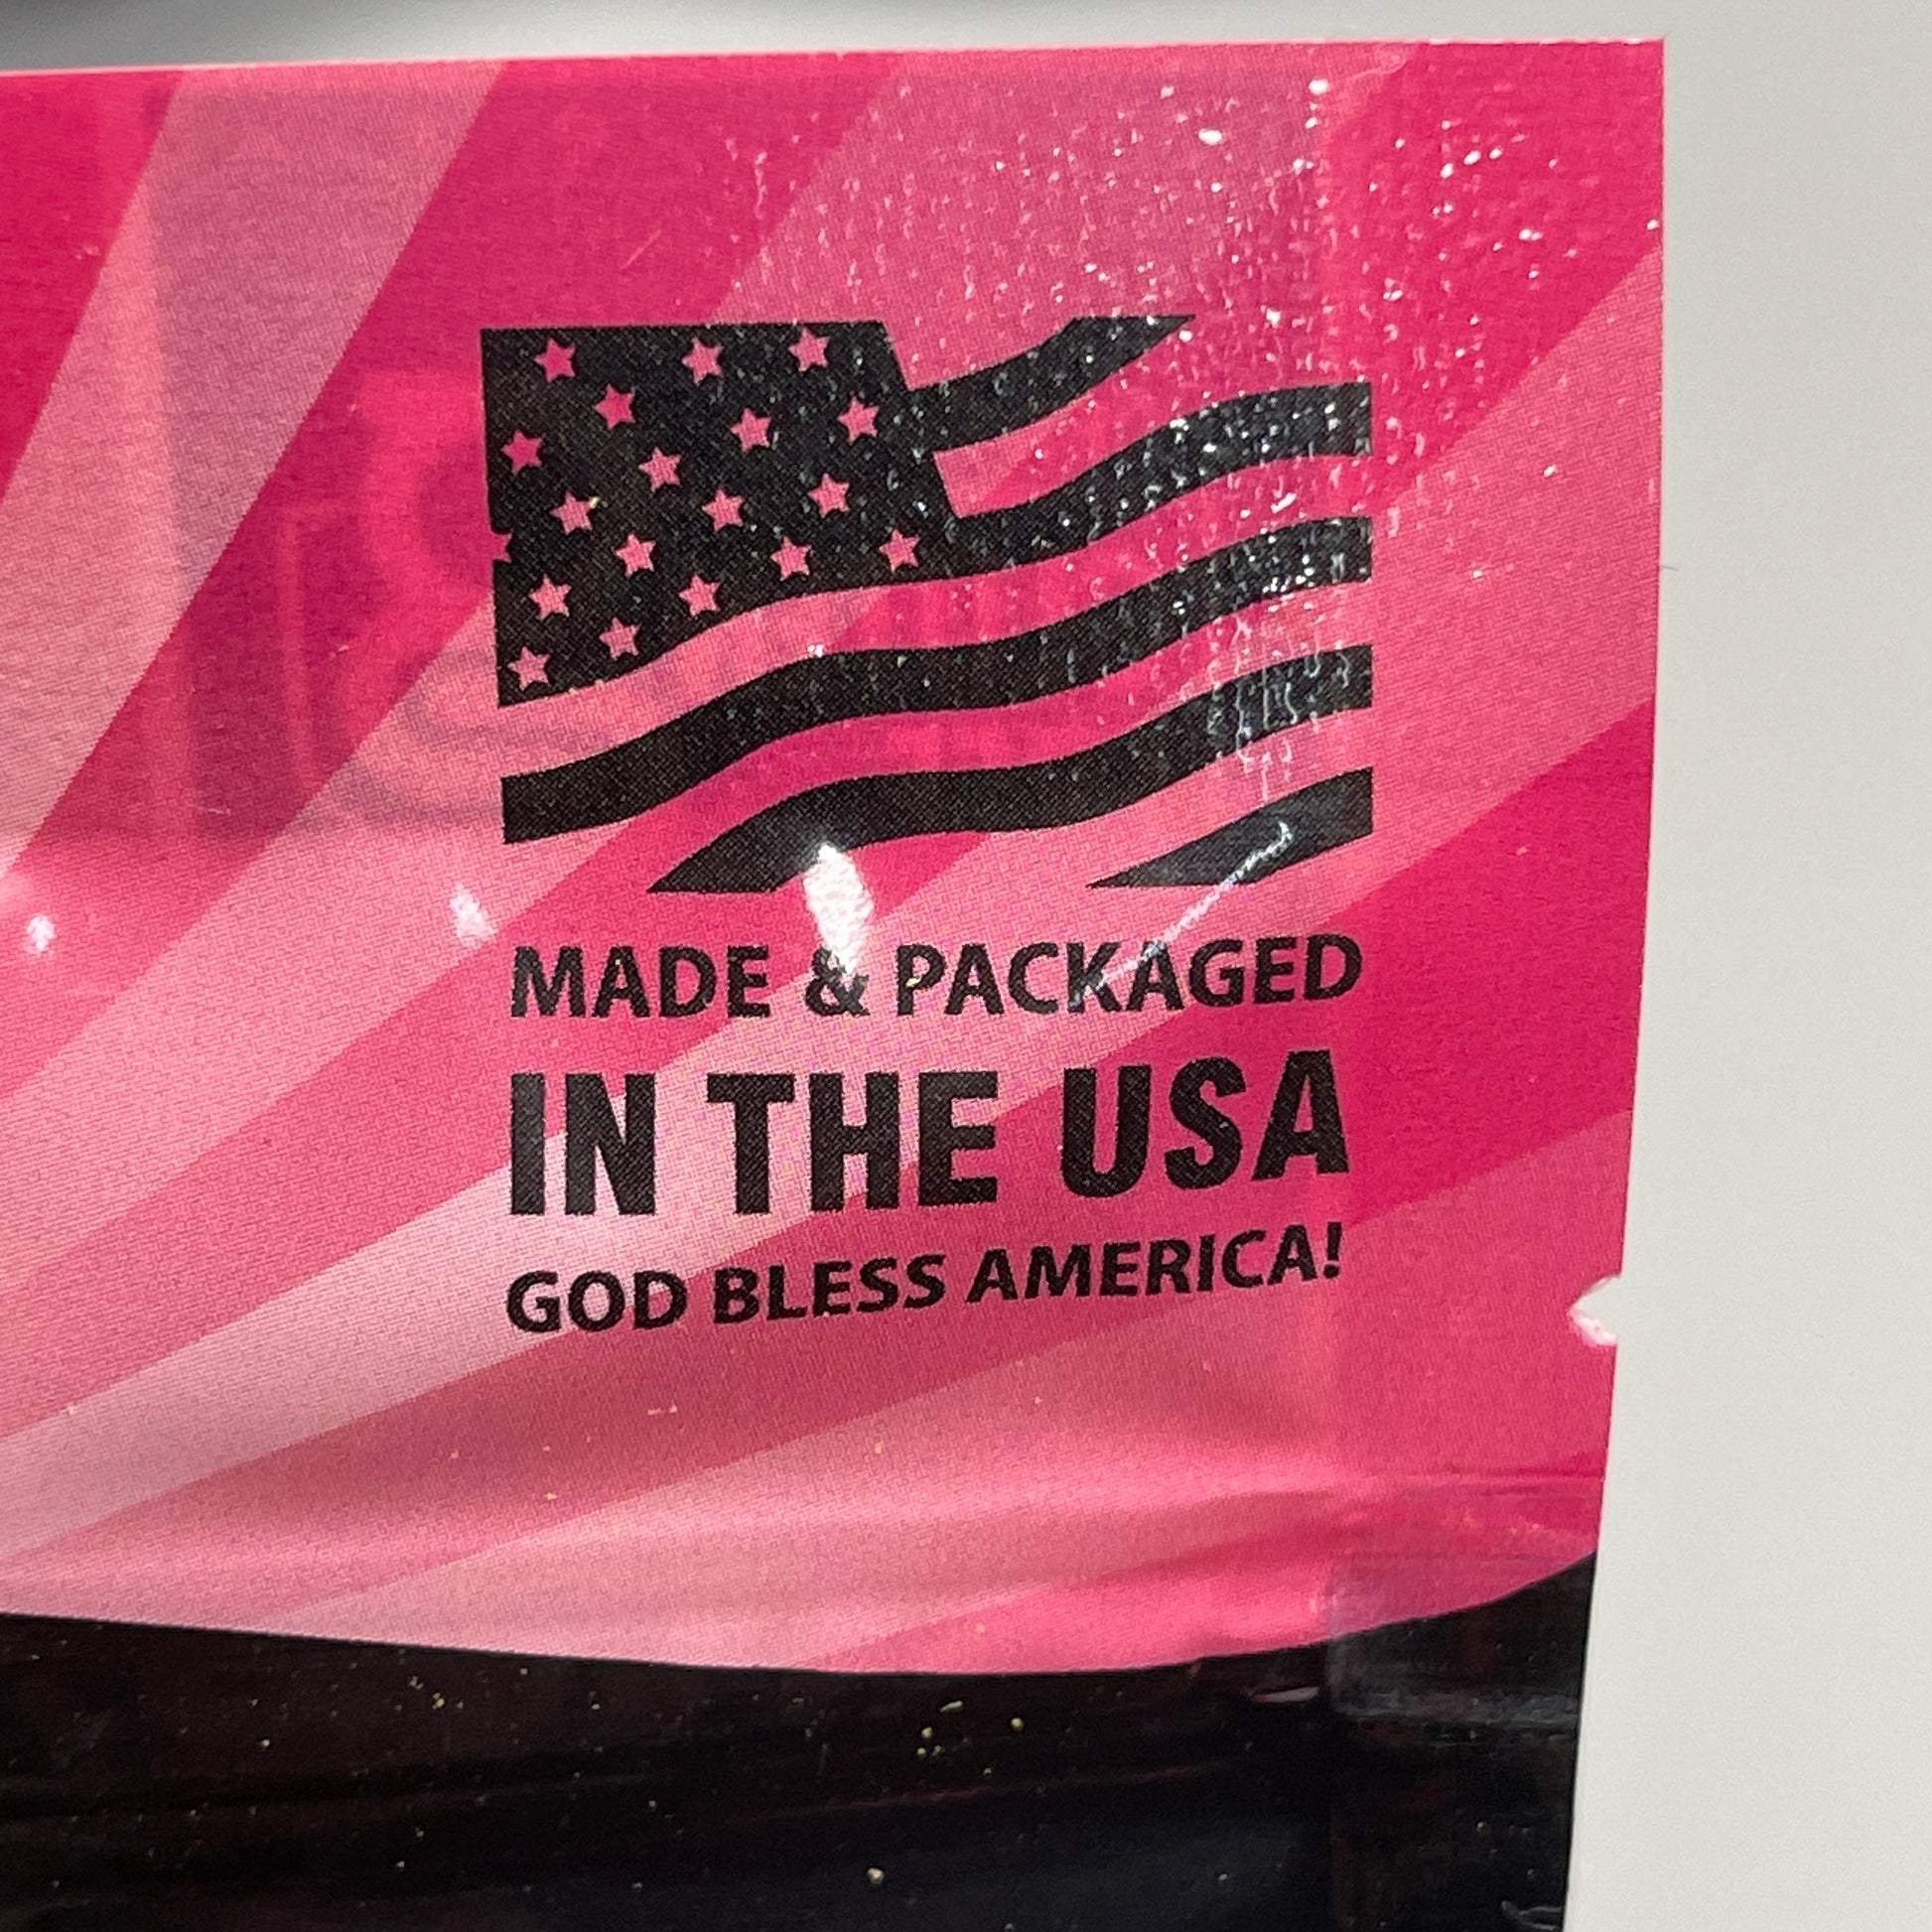 MADE & PACKAGED
IN THE USA
GOD BLESS AMERICA!